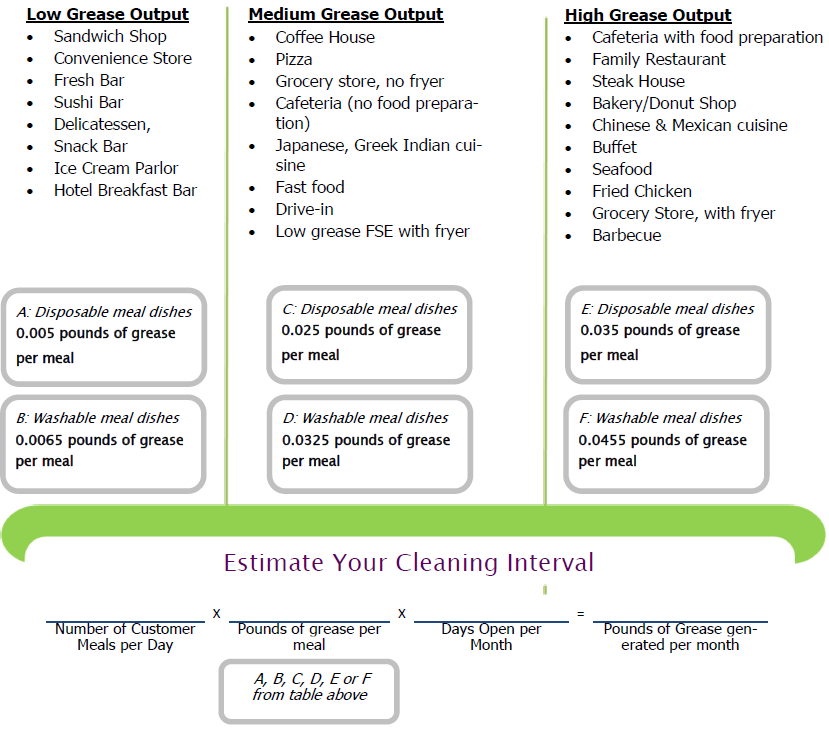 Low Grease Output
• Sandwich Shop
• Convenience Store
• Fresh Bar
• Sushi Bar
• Delicatessen,
• Snack Bar
• Ice Cream Parlor
• Hotel Breakfast Bar
Medium Grease Output
• Coffee House
• Pizza
• Grocery store, no fryer
• Cafeteria (no food prepara-
tion)
• Japanese, Greek Indian cui-
sine
• Fast food
• Drive-in
• Low grease FSE with fryer
High Grease Output
• Cafeteria with food preparation
• Family Restaurant
• Steak House
• Bakery/Donut Shop
• Chinese & Mexican cuisine
• Buffet
• Seafood
• Fried Chicken
• Grocery Store, with fryer
• Barbecue
A: Disposable meal dishes
0.005 pounds of grease
per meal
C: Disposable meal dishes
0.025 pounds of grease
per meal
E: Disposable meal dishes
0.035 pounds of grease
per meal
B: Washable meal dishes
0.0065 pounds of grease
per meal
D: Washable meal dishes
0.0325 pounds of grease
per meal
F: Washable meal dishes
0.0455 pounds of grease
per meal
Estimate Your Cleaning Interval
x x =
Number of Customer
Meals per Day
Pounds of grease per
meal
Days Open per
Month
Pounds of Grease gen-
erated per month
A, B, C, D, E or F
from table above